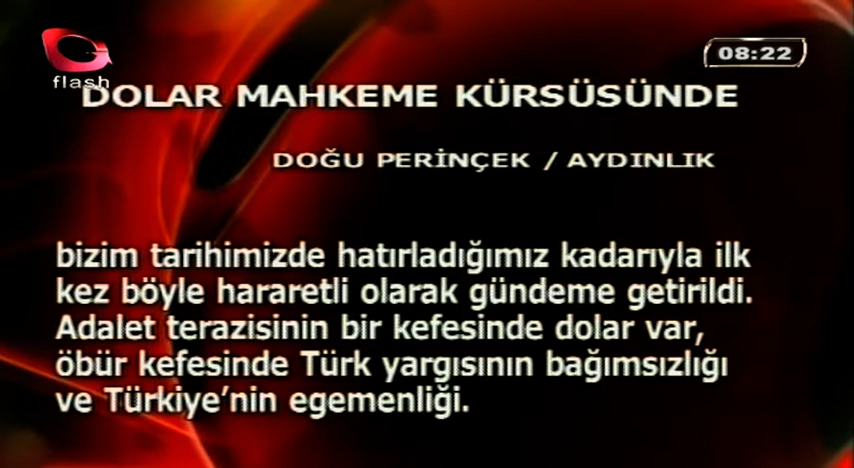 flash
08:22
DOLAR MAHKEME KÜRSÜSÜNDE
DOĞU PERİNÇEK / AYDINLIK
bizim tarihimizde hatırladığımız kadarıyla ilk
kez böyle hararetli olarak gündeme getirildi.
Adalet terazisinin bir kefesinde dolar var,
öbür kefesinde Türk yargısının bağımsızlığı
ve Türkiye'nin egemenliği.